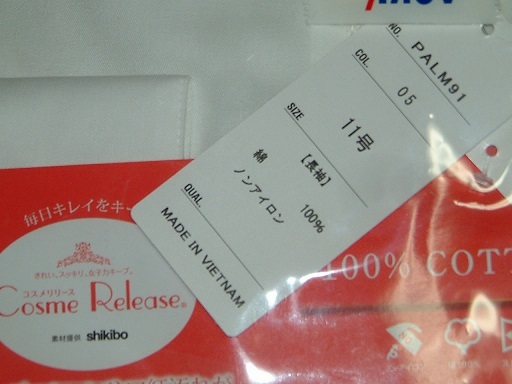 NO. PALM91
COL 05
SIZE 11号
【長袖】
綿 100%
ノンアイロン
QUAL
MADE IN VIETNAM
毎日キレイをキー
きれい、スッキリ、女子力キープ。
コスメリリース
Cosme Release®
素材提供 shikibo
100% COTT